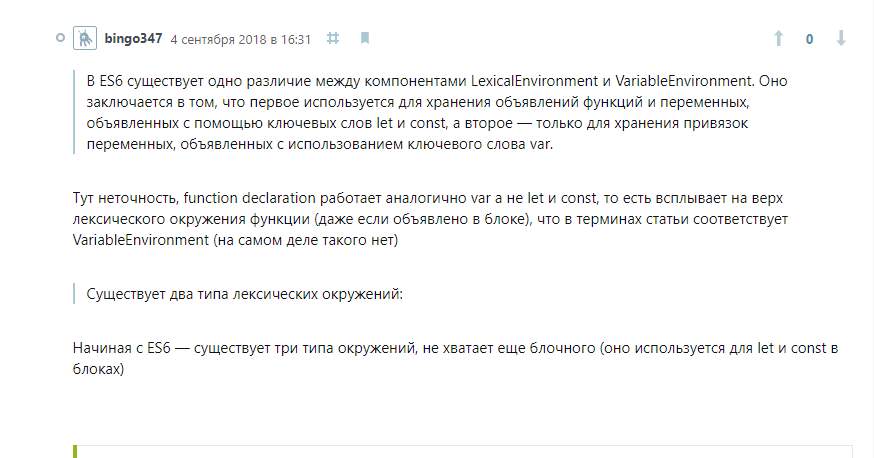 bingo347 4 сентября 2018 в 16:31 0
В ES6 существует одно различие между компонентами LexicalEnvironment и VariableEnvironment. Оно
заключается в том, что первое используется для хранения объявлений функций и переменных,
объявленных с помощью ключевых слов let и const, а второе — только для хранения привязок
переменных, объявленных с использованием ключевого слова var.
Тут неточность, function declaration работает аналогично var а не let и const, то есть всплывает на верх
лексического окружения функции (даже если объявлено в блоке), что в терминах статьи соответствует
VariableEnvironment (на самом деле такого нет)
Существует два типа лексических окружений:
Начиная с ES6 — существует три типа окружений, не хватает еще блочного (оно используется для let и const в
блоках)